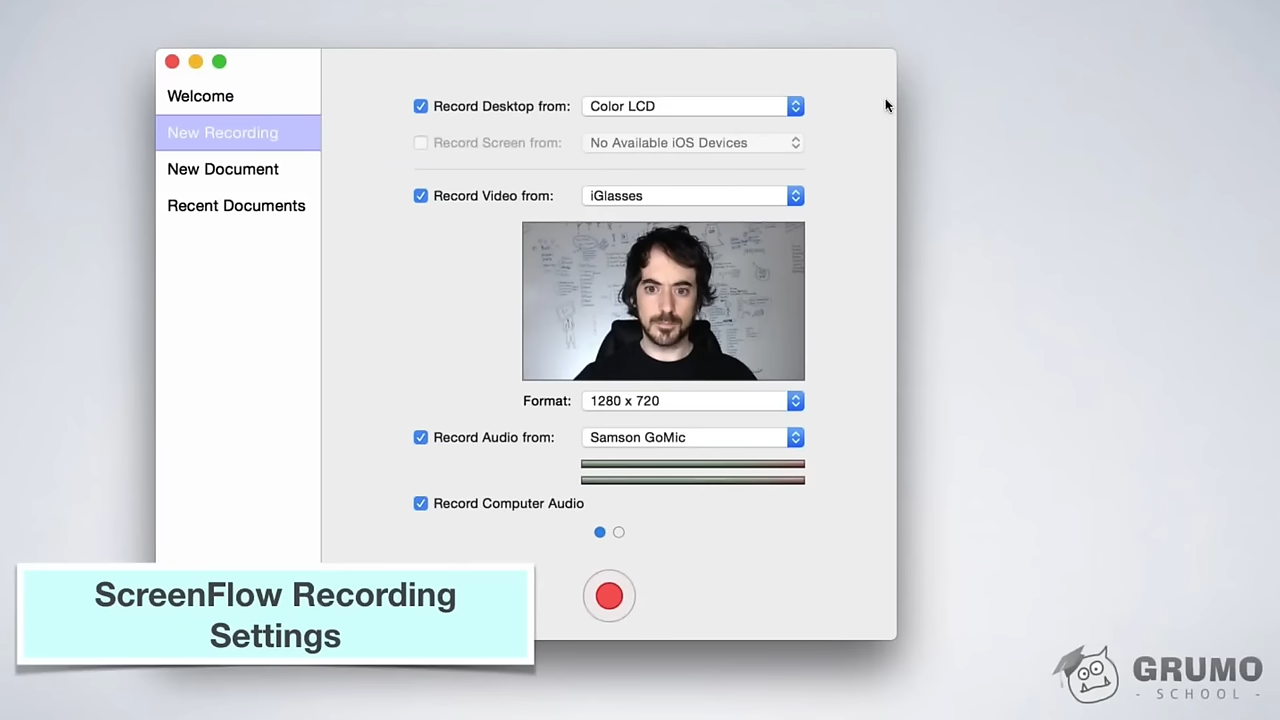 Welcome
New Recording
New Document
Recent Documents
Record Desktop from: Color LCD
Record Screen from: No Available iOS Devices
Record Video from: iGlasses
Format: 1280 x 720
Record Audio from: Samson GoMic
Record Computer Audio
ScreenFlow Recording
Settings
GRUMO
- SCHOOL -